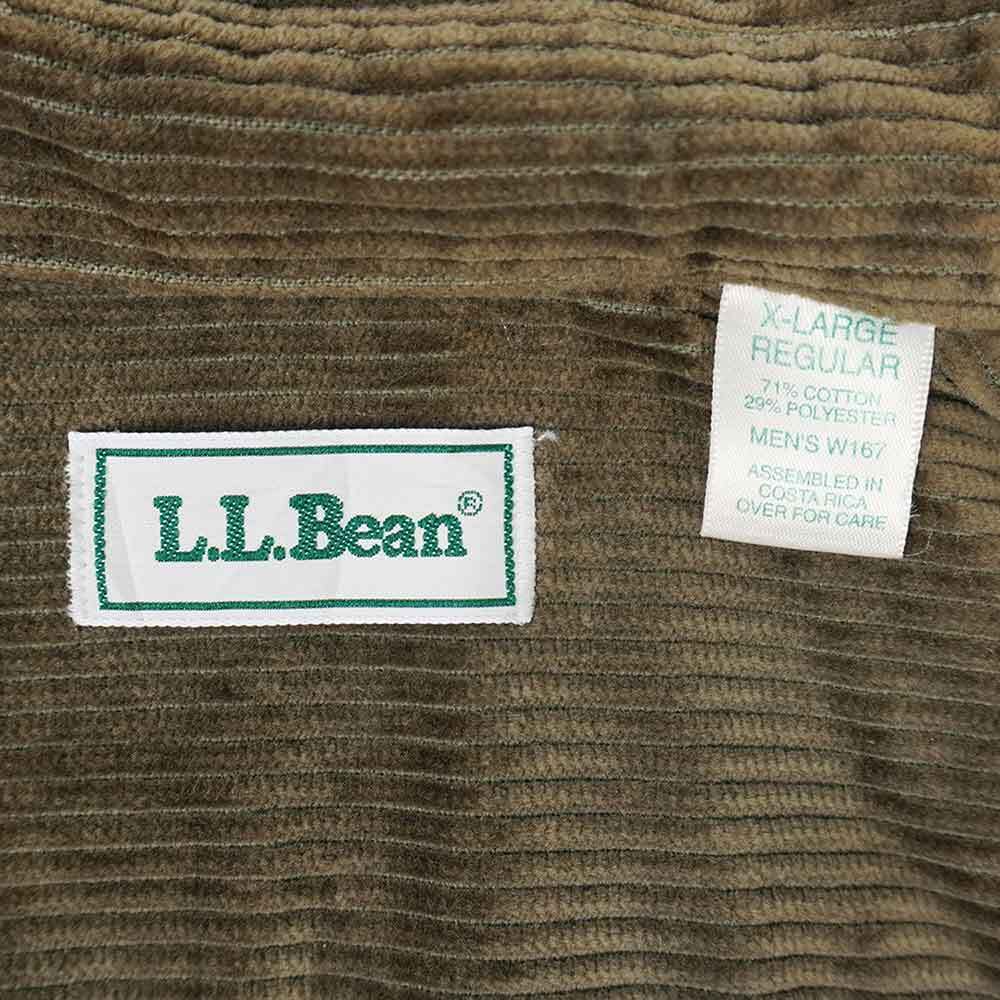 X-LARGE
REGULAR
71% COTTON
29% POLYESTER
MEN'S W167
ASSEMBLED IN
COSTA RICA
OVER FOR CARE
L.L.Bean®